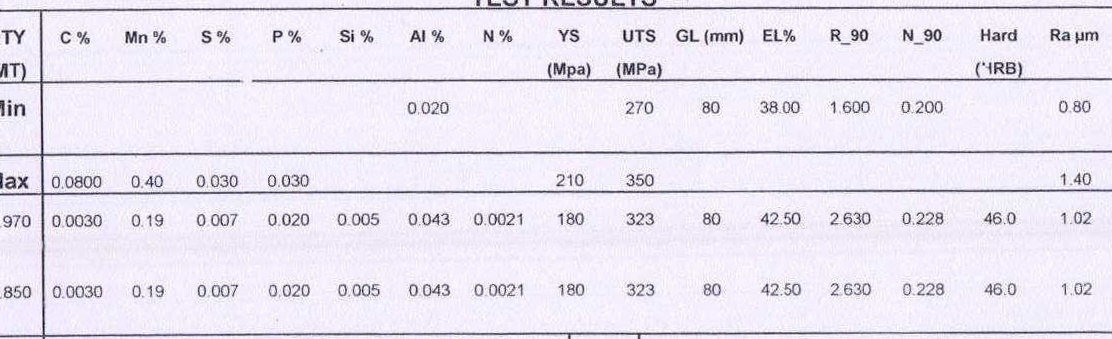 TEST RESULTS
TY C % Mn % S % P % Si % Al % N % YS UTS GL (mm) EL% R_90 N_90 Hard Ra µm
MT) (Mpa) (MPa) (HRB)
Min 0.020 270 80 38.00 1.600 0.200 0.80
Max 0.0800 0.40 0.030 0.030 210 350 1.40
.970 0.0030 0.19 0.007 0.020 0.005 0.043 0.0021 180 323 80 42.50 2.630 0.228 46.0 1.02
.850 0.0030 0.19 0.007 0.020 0.005 0.043 0.0021 180 323 80 42.50 2.630 0.228 46.0 1.02